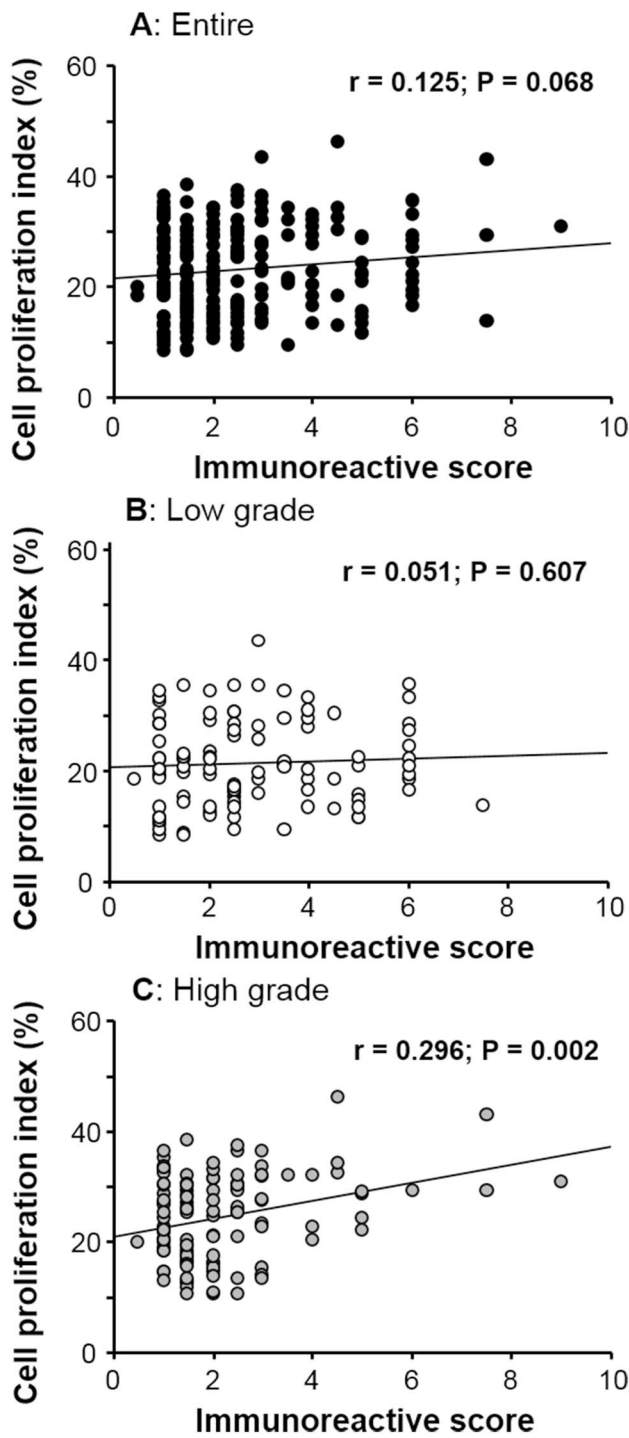 A: Entire
Cell proliferation index (%)
60
40
20
0
r = 0.125; P = 0.068
0 2 4 6 8 10
Immunoreactive score
B: Low grade
Cell proliferation index (%)
60
40
20
0
r = 0.051; P = 0.607
0 2 4 6 8 10
Immunoreactive score
C: High grade
Cell proliferation index (%)
60
40
20
0
r = 0.296; P = 0.002
0 2 4 6 8 10
Immunoreactive score